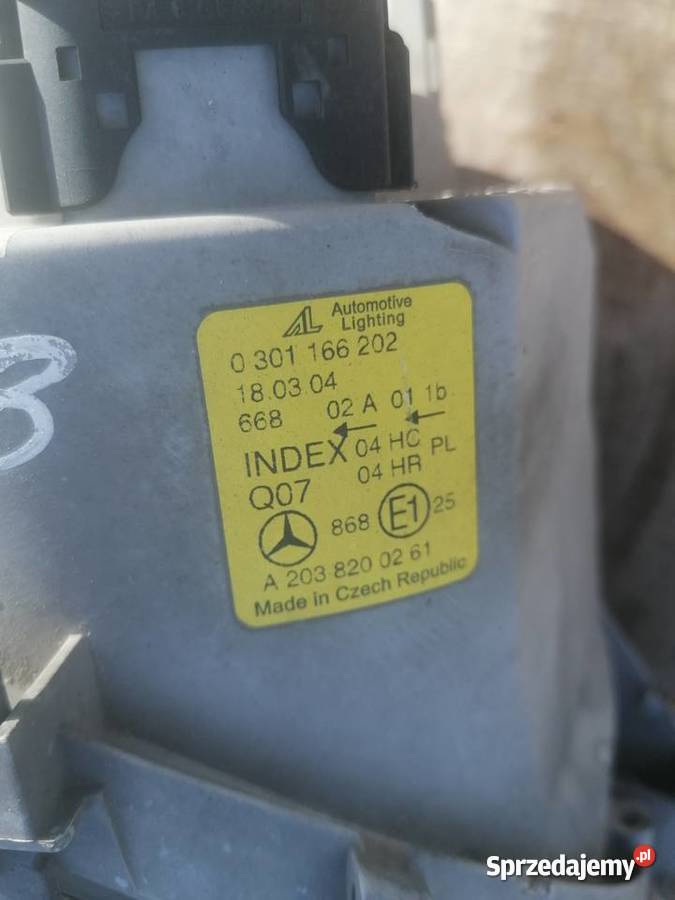 Automotive
Lighting
0 301 166 202
18.03.04
668 02 A 01 1b
INDEX 04 HC PL
Q07 04 HR
868 E1 25
A 203 820 02 61
Made in Czech Republic
Sprzedajemy.pl